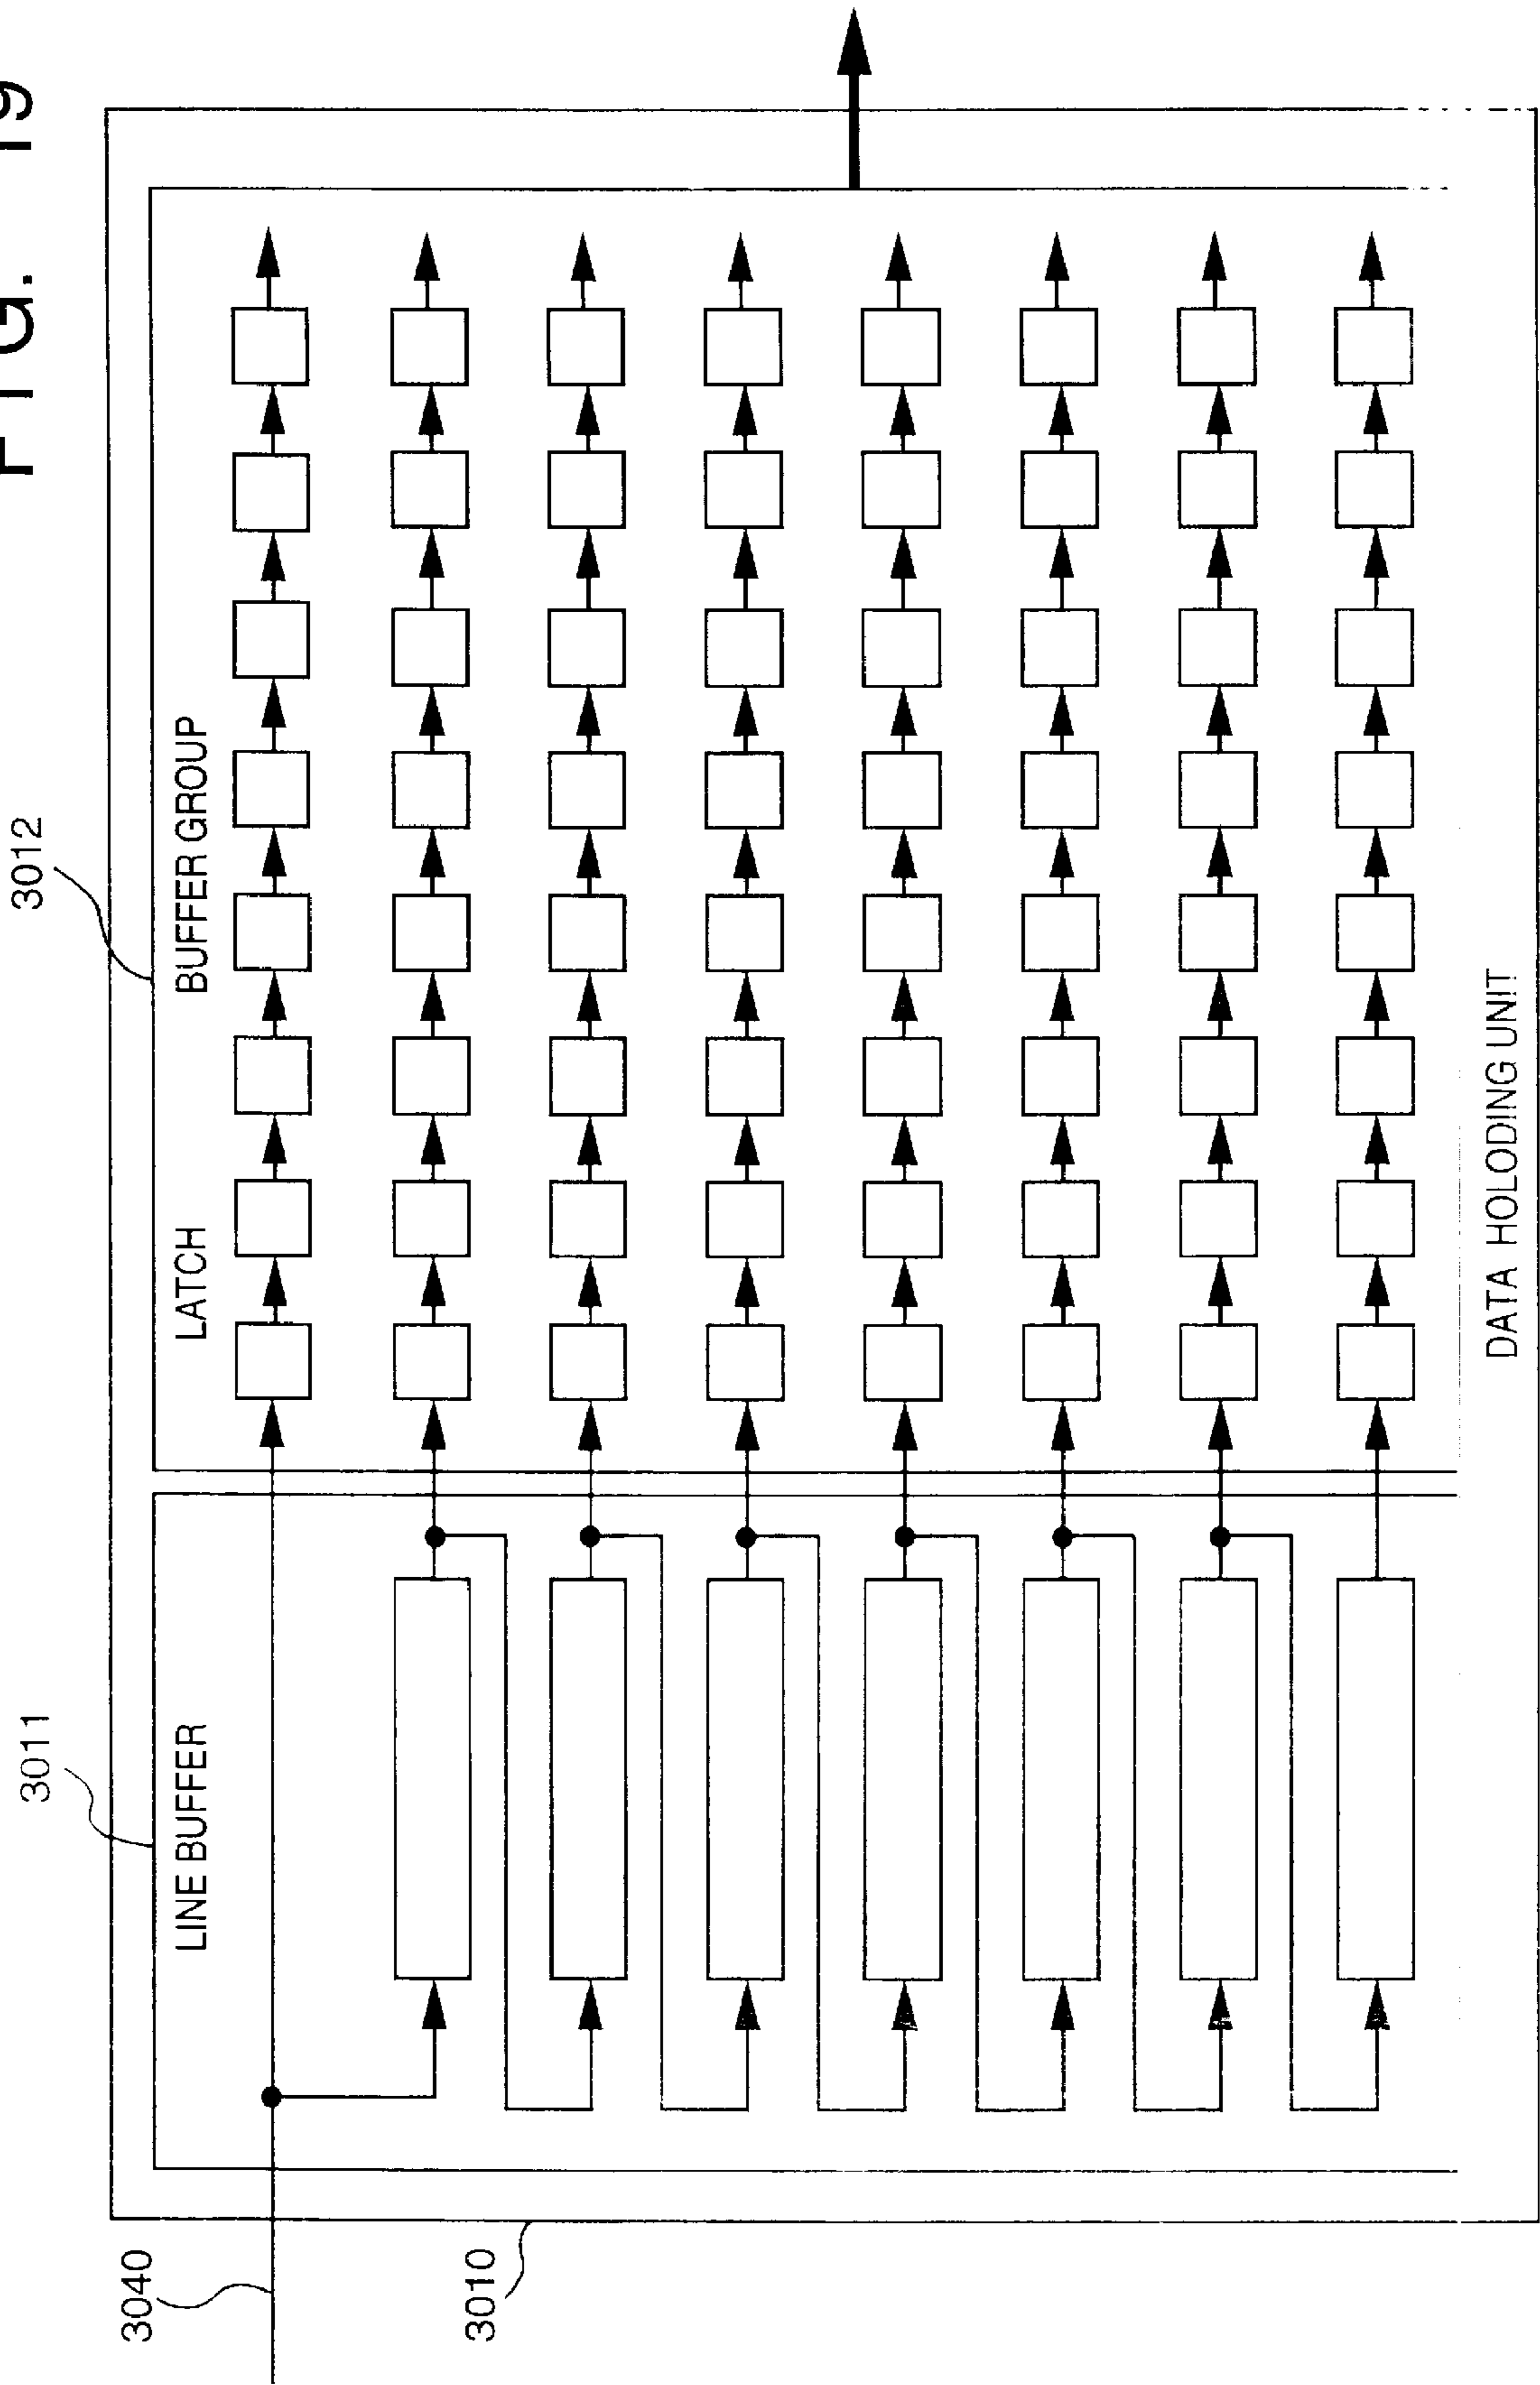 FIG. 19
3012
3011
BUFFER GROUP
LATCH
LINE BUFFER
3040
3010
DATA HOLODING UNIT